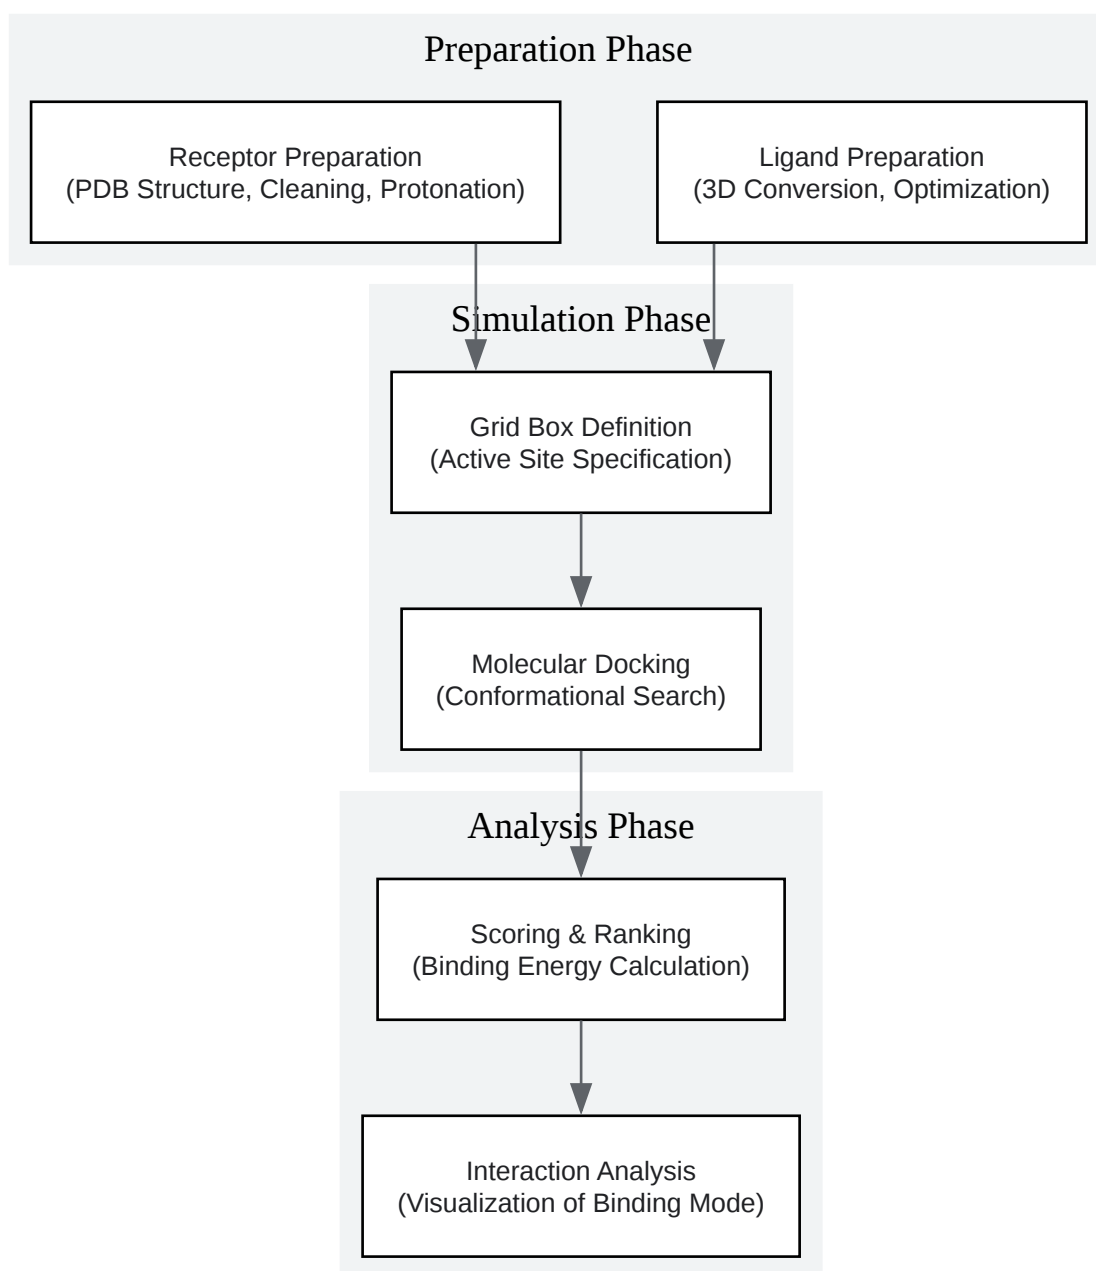 Preparation Phase
Receptor Preparation
(PDB Structure, Cleaning, Protonation)
Ligand Preparation
(3D Conversion, Optimization)
Simulation Phase
Grid Box Definition
(Active Site Specification)
Molecular Docking
(Conformational Search)
Analysis Phase
Scoring & Ranking
(Binding Energy Calculation)
Interaction Analysis
(Visualization of Binding Mode)